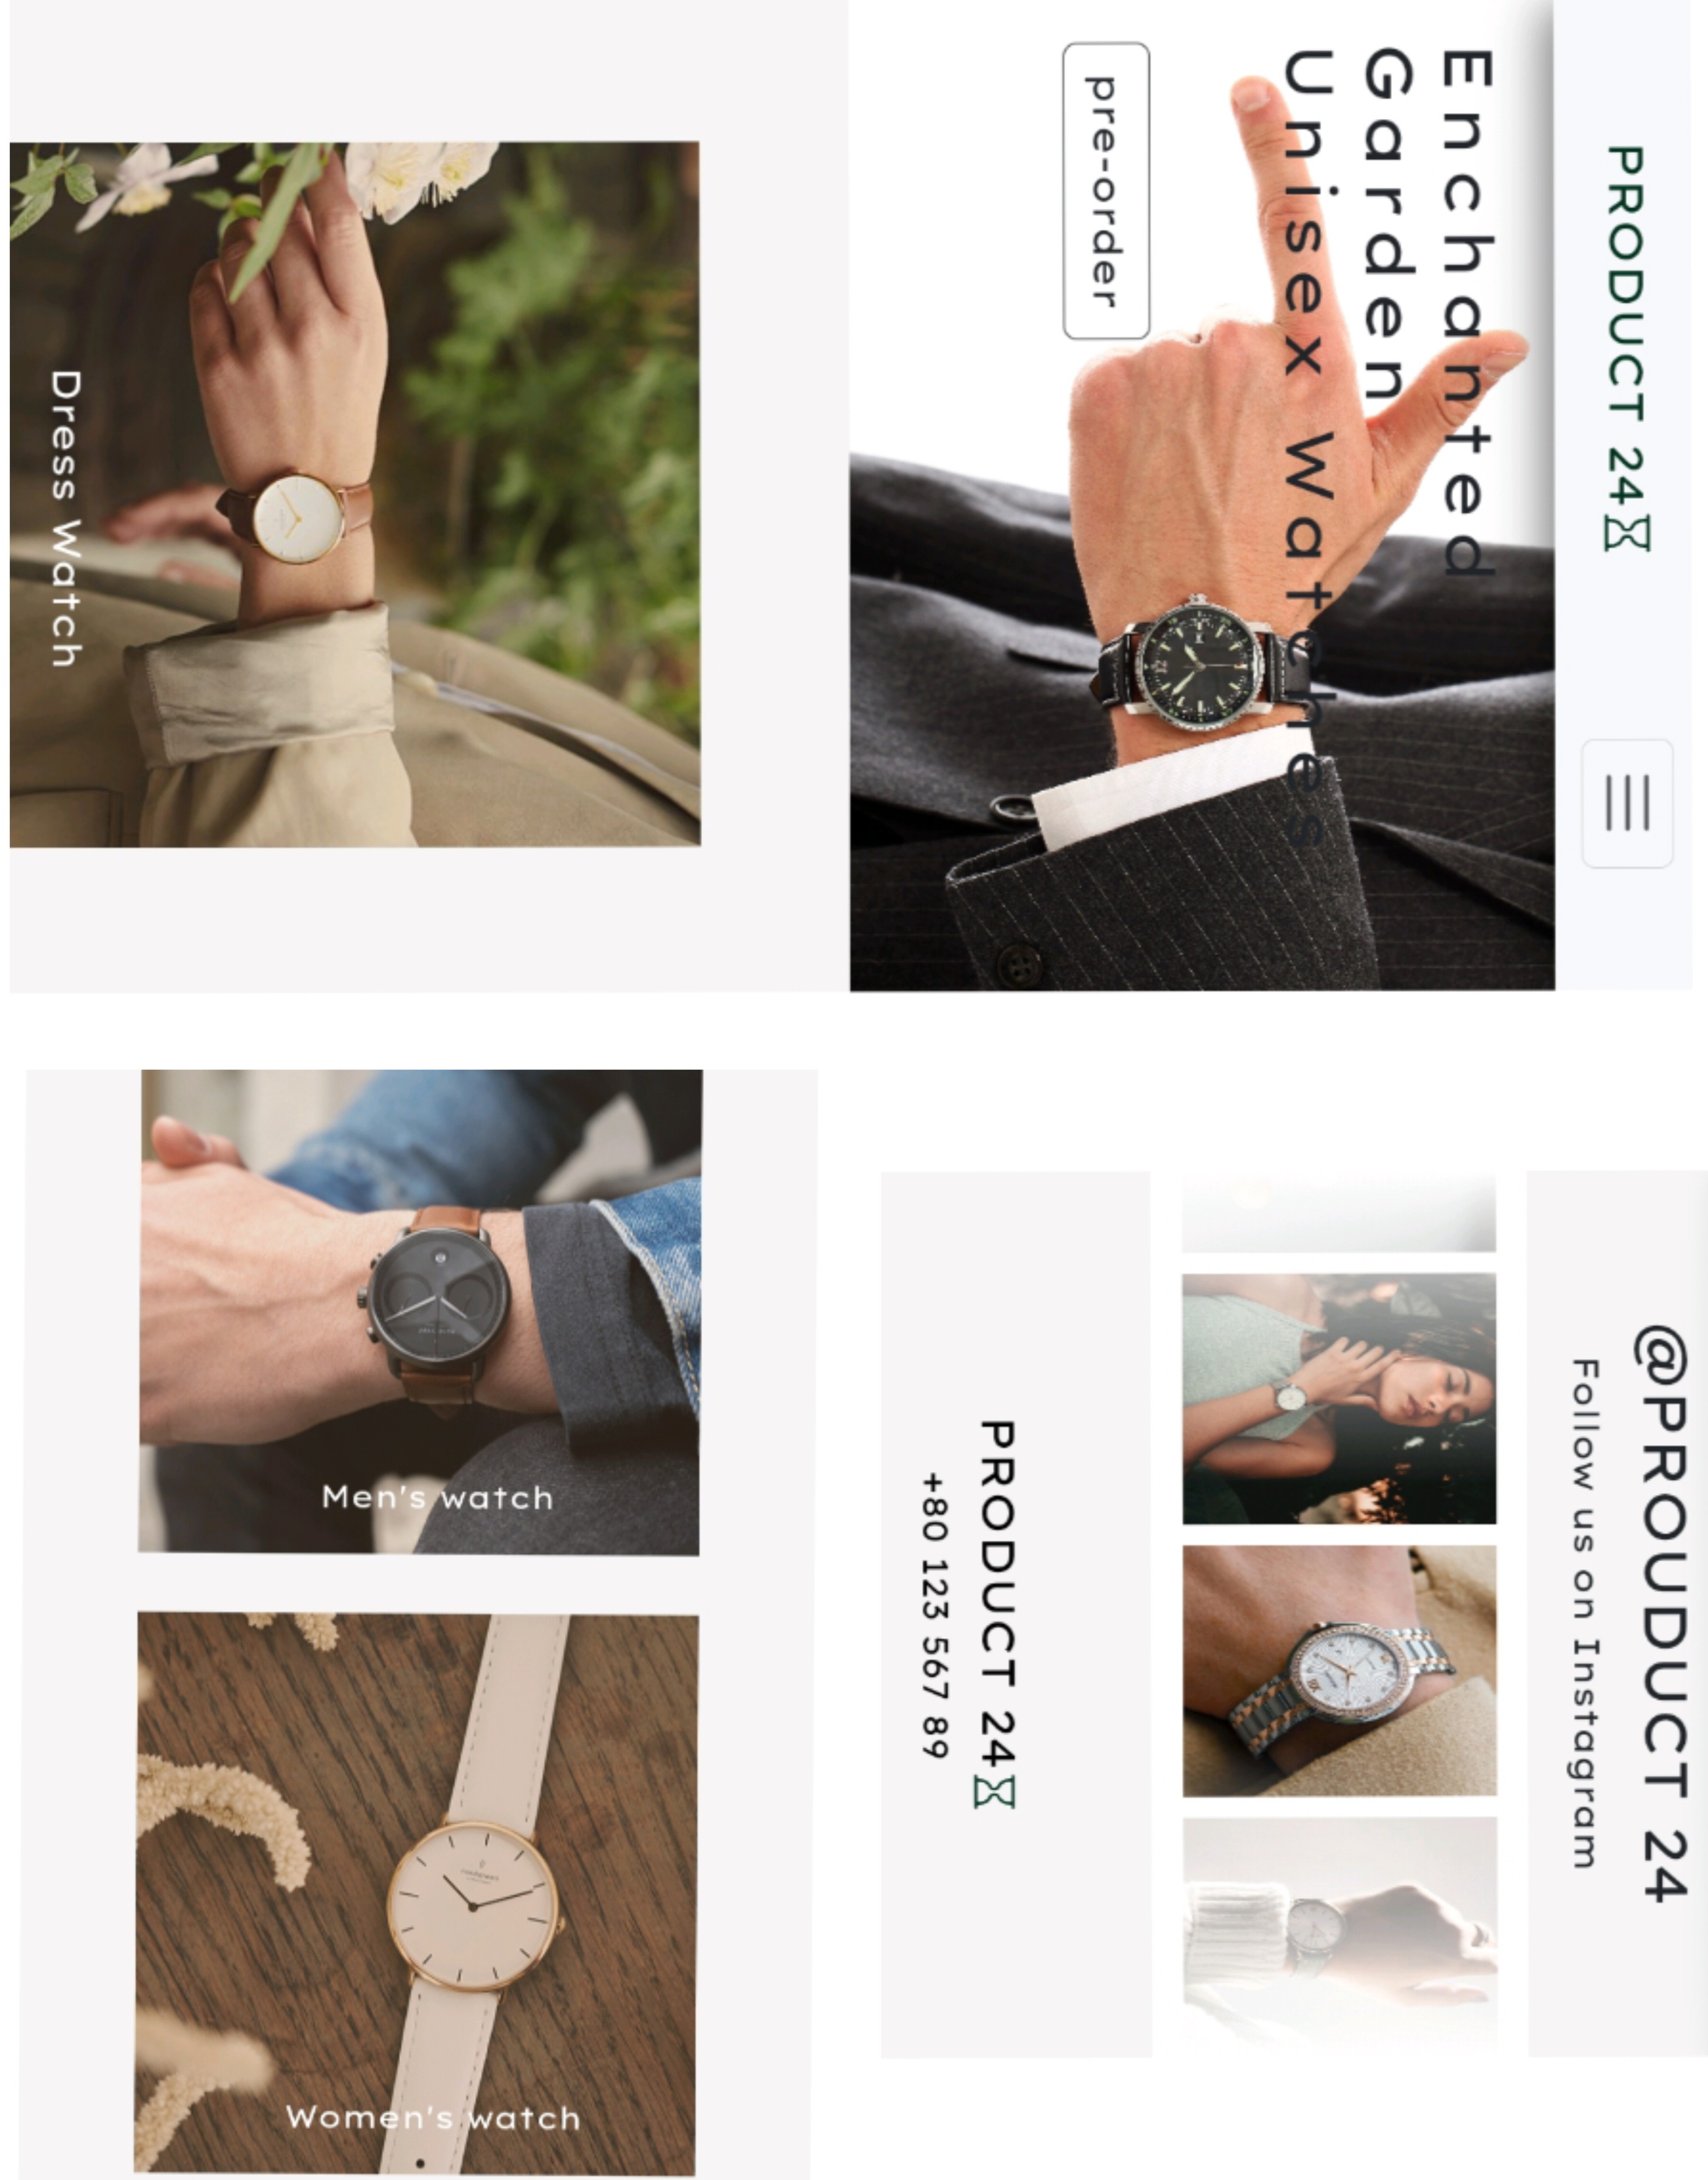 PRODUCT 24
Enchanted
Garden
Unisex Watches
pre-order
Dress Watch
@PROUDUCT 24
Follow us on Instagram
PRODUCT 24
+80 123 567 89
Men's watch
Women's watch